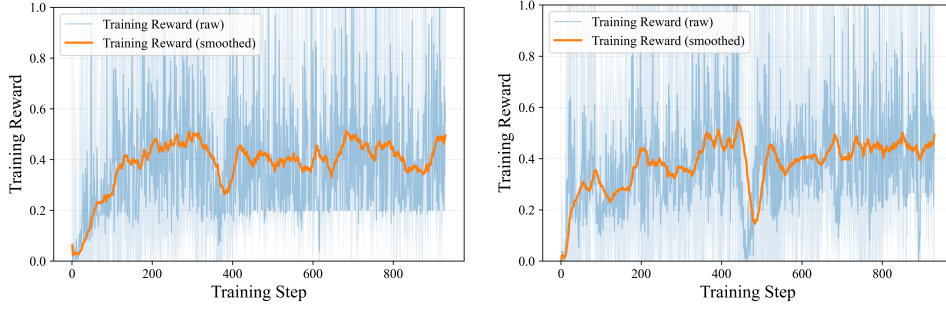 1.0
0.8
0.6
0.4
0.2
0.0
Training Reward
Training Reward (raw)
Training Reward (smoothed)
0 200 400 600 800
Training Step
1.0
0.8
0.6
0.4
0.2
0.0
Training Reward
Training Reward (raw)
Training Reward (smoothed)
0 200 400 600 800
Training Step